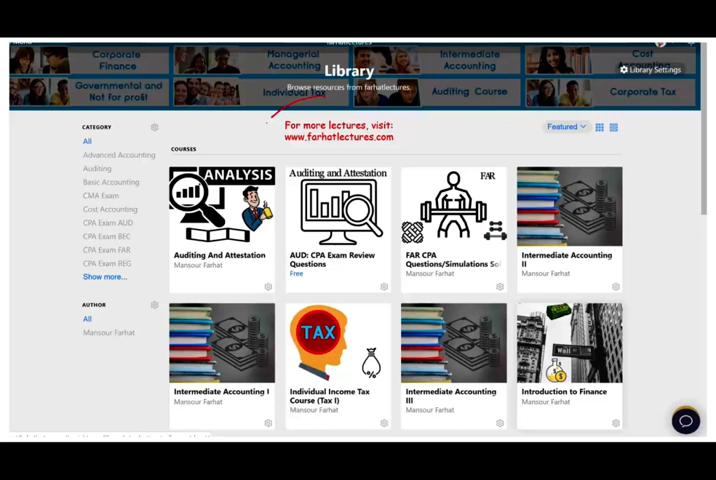 farhatlectures
Corporate
Finance
Managerial
Accounting
Intermediate
Accounting
Cost
Accounting
Library
Library Settings
Browse resources from farhatlectures.
Governmental and
Not for profit
Individual Tax
Auditing Course
Corporate Tax
For more lectures, visit:
www.farhatlectures.com
CATEGORY
All
Advanced Accounting
Auditing
Basic Accounting
CMA Exam
Cost Accounting
CPA Exam AUD
CPA Exam BEC
CPA Exam FAR
CPA Exam REG
Show more...
AUTHOR
All
Mansour Farhat
Featured
COURSES
ANALYSIS
Auditing And Attestation
Mansour Farhat
Auditing and Attestation
AUD: CPA Exam Review
Questions
Free
FAR
FAR CPA
Questions/Simulations
Mansour Farhat
Intermediate Accounting
II
Mansour Farhat
Intermediate Accounting I
Mansour Farhat
TAX
%
Individual Income Tax
Course (Tax I)
Mansour Farhat
Intermediate Accounting
III
Mansour Farhat
Wall
Introduction to Finance
Mansour Farhat